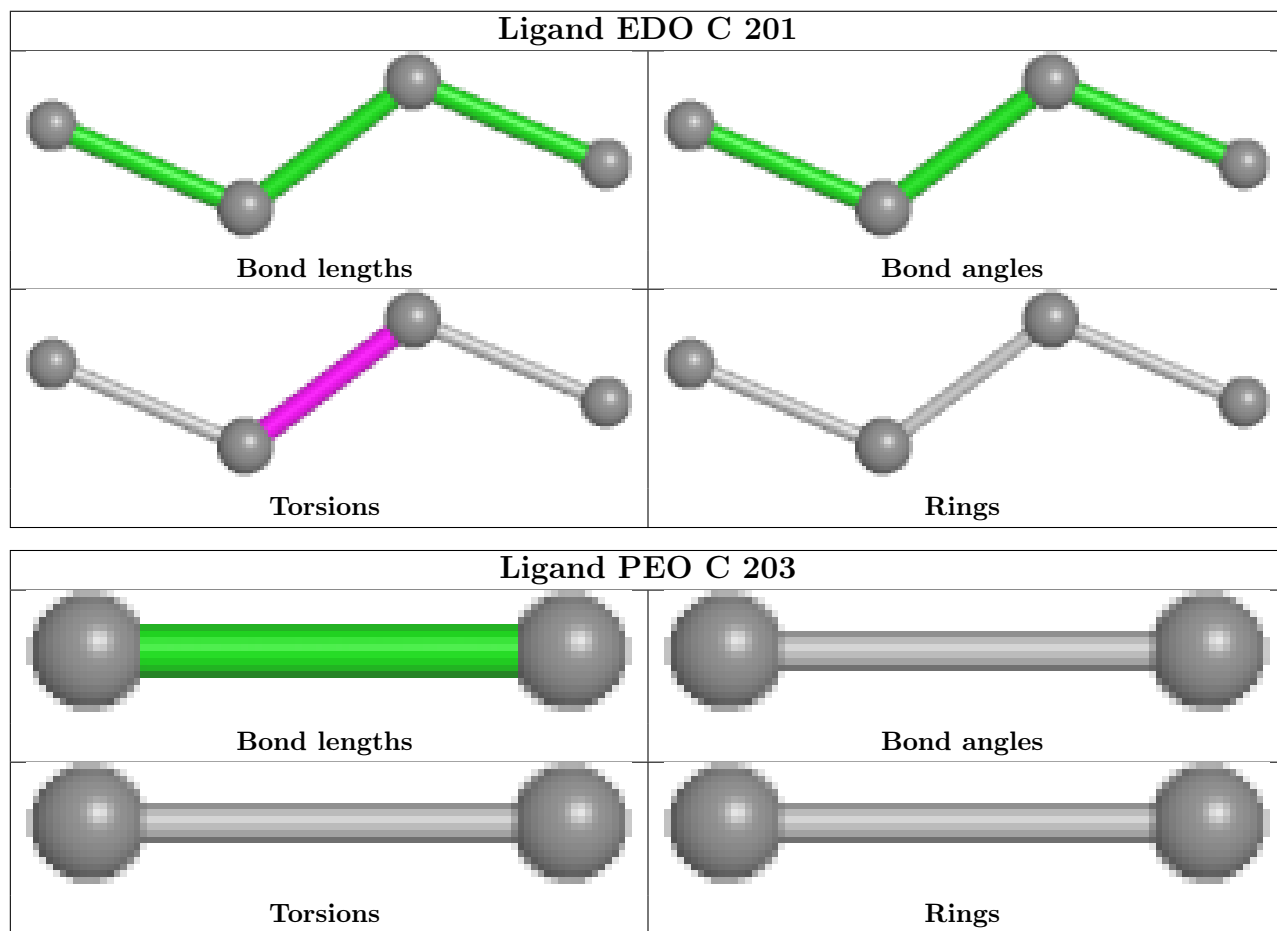 Ligand EDO C 201
Bond lengths
Bond angles
Torsions
Rings
Ligand PEO C 203
Bond lengths
Bond angles
Torsions
Rings